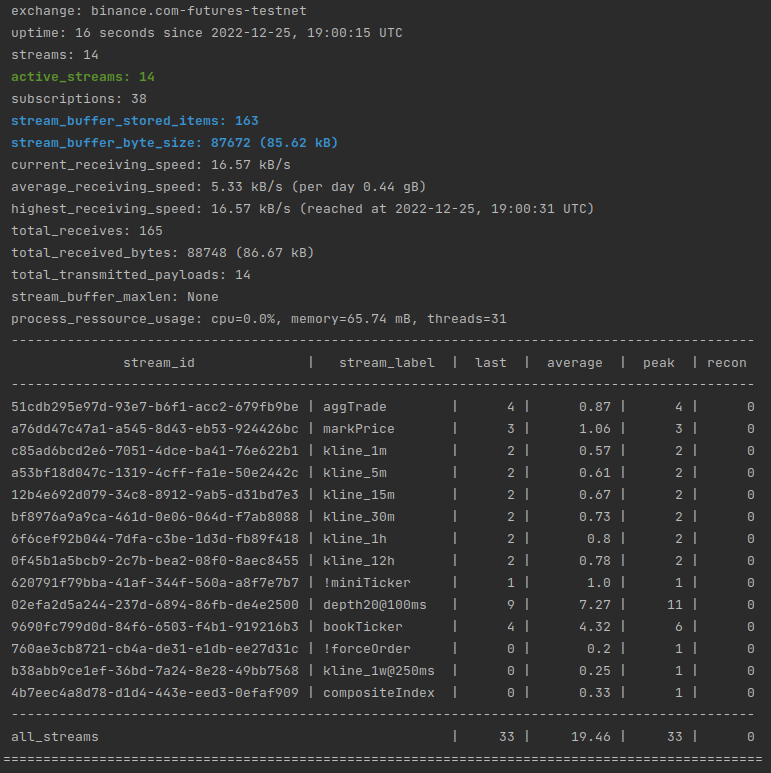 exchange: binance.com-futures-testnet
uptime: 16 seconds since 2022-12-25, 19:00:15 UTC
streams: 14
active_streams: 14
subscriptions: 38
stream_buffer_stored_items: 163
stream_buffer_byte_size: 87672 (85.62 kB)
current_receiving_speed: 16.57 kB/s
average_receiving_speed: 5.33 kB/s (per day 0.44 gB)
highest_receiving_speed: 16.57 kB/s (reached at 2022-12-25, 19:00:31 UTC)
total_receives: 165
total_received_bytes: 88748 (86.67 kB)
total_transmitted_payloads: 14
stream_buffer_maxlen: None
process_ressource_usage: cpu=0.0%, memory=65.74 mB, threads=31
---------------------------------------------------------------------------------------------
stream_id | stream_label | last | average | peak | recon
---------------------------------------------------------------------------------------------
51cdb295e97d-93e7-b6f1-acc2-679fb9be | aggTrade | 4 | 0.87 | 4 | 0
a76dd47c47a1-a545-8d43-eb53-924426bc | markPrice | 3 | 1.06 | 3 | 0
c85ad6bcd2e6-7051-4dce-ba41-76e622b1 | kline_1m | 2 | 0.57 | 2 | 0
a53bf18d047c-1319-4cff-fa1e-50e2442c | kline_5m | 2 | 0.61 | 2 | 0
12b4e692d079-34c8-8912-9ab5-d31bd7e3 | kline_15m | 2 | 0.67 | 2 | 0
bf8976a9a9ca-461d-0e06-064d-f7ab8088 | kline_30m | 2 | 0.73 | 2 | 0
6f6cef92b044-7dfa-c3be-1d3d-fb89f418 | kline_1h | 2 | 0.8 | 2 | 0
0f45b1a5bcb9-2c7b-bea2-08f0-8aec8455 | kline_12h | 2 | 0.78 | 2 | 0
620791f79bba-41af-344f-560a-a8f7e7b7 | !miniTicker | 1 | 1.0 | 1 | 0
02efa2d5a244-237d-6894-86fb-de4e2500 | depth20@100ms | 9 | 7.27 | 11 | 0
9690fc799d0d-84f6-6503-f4b1-919216b3 | bookTicker | 4 | 4.32 | 6 | 0
760ae3cb8721-cb4a-de31-e1db-ee27d31c | !forceOrder | 0 | 0.2 | 1 | 0
b38abb9ce1ef-36bd-7a24-8e28-49bb7568 | kline_1w@250ms | 0 | 0.25 | 1 | 0
4b7eec4a8d78-d1d4-443e-eed3-0efaf909 | compositeIndex | 0 | 0.33 | 1 | 0
---------------------------------------------------------------------------------------------
all_streams | 33 | 19.46 | 33 | 0
===============================================================================================